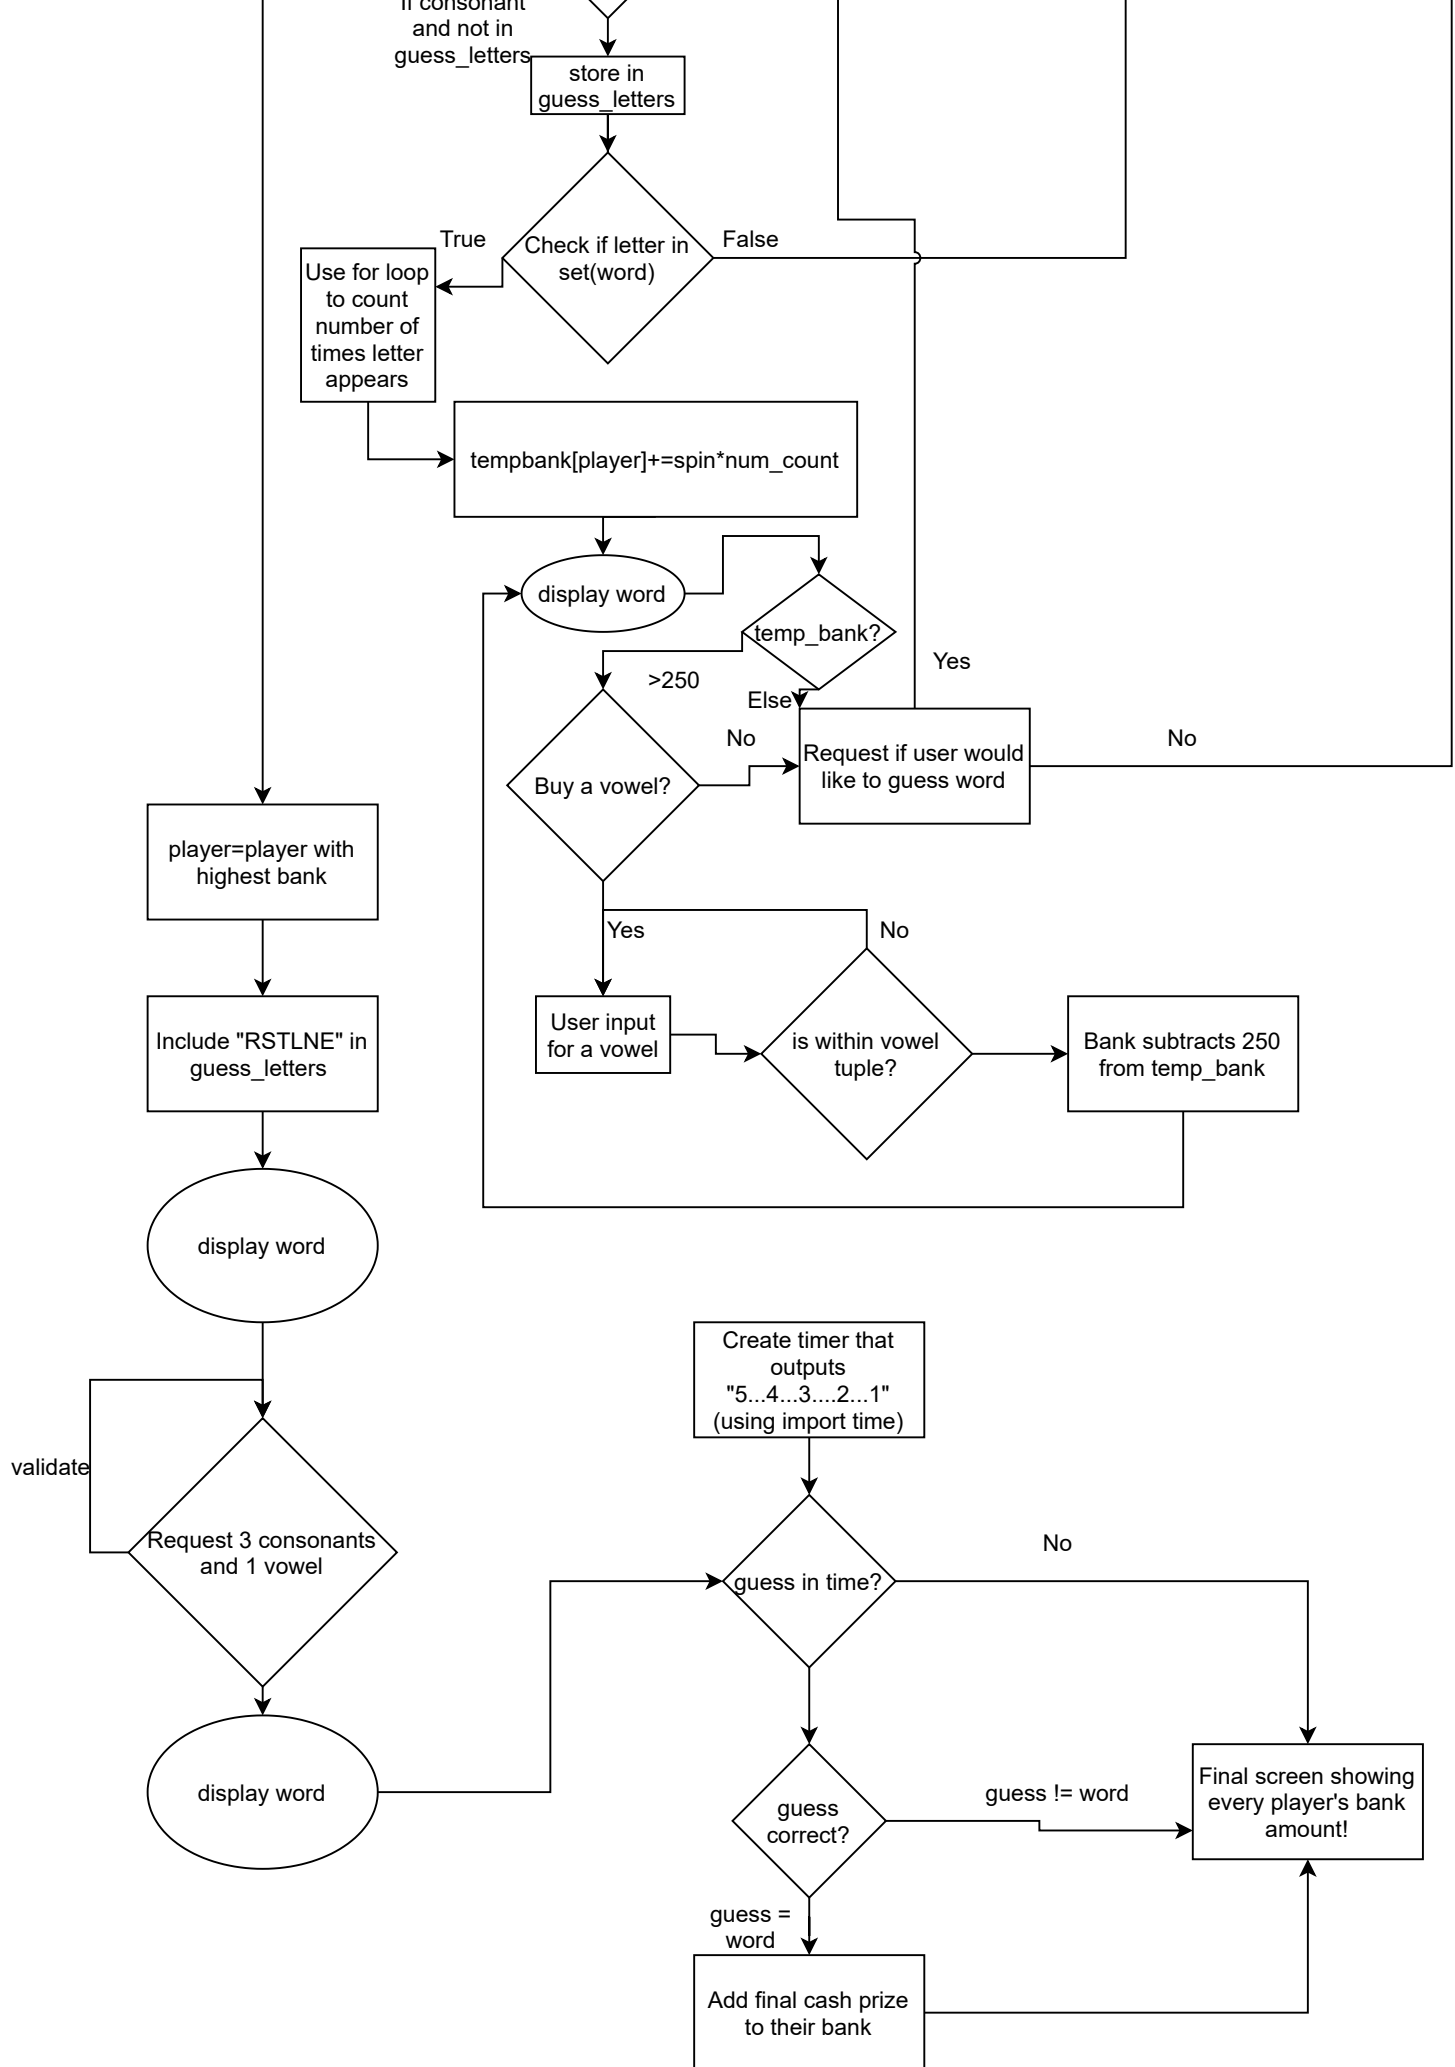 If consonant
and not in
guess_letters
store in
guess_letters
True
Check if letter in
set(word)
False
Use for loop
to count
number of
times letter
appears
tempbank[player]+=spin*num_count
display word
temp_bank?
>250
Else
Yes
Buy a vowel?
No
Request if user would
like to guess word
No
player=player with
highest bank
Yes
No
Include "RSTLNE" in
guess_letters
User input
for a vowel
is within vowel
tuple?
Bank subtracts 250
from temp_bank
display word
Create timer that
outputs
"5...4...3....2...1"
(using import time)
validate
Request 3 consonants
and 1 vowel
guess in time?
No
display word
guess
correct?
guess != word
Final screen showing
every player's bank
amount!
guess =
word
Add final cash prize
to their bank